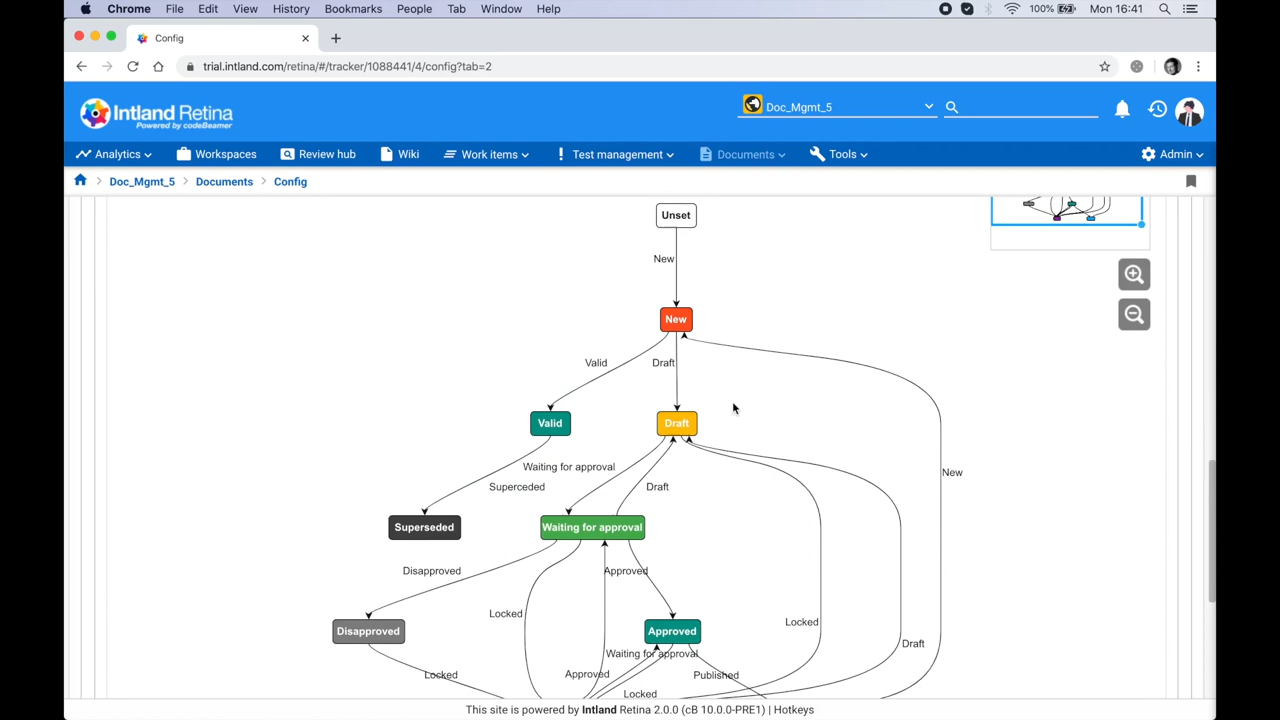 Chrome File Edit View History Bookmarks People Tab Window Help 100% Mon 16:41
Config
trial.intland.com/retina/#/tracker/1088441/4/config?tab=2
Intland Retina
Powered by codeBeamer
Doc_Mgmt_5
Analytics Workspaces Review hub Wiki Work items Test management Documents Tools Admin
Doc_Mgmt_5 > Documents > Config
Unset
New
New
Valid Draft
Valid Draft
Waiting for approval
New
Superceded Draft
Superseded Waiting for approval
Disapproved Approved
Locked
Locked
Disapproved Approved
Draft
Waiting for approval
Locked Approved Published
Locked
This site is powered by Intland Retina 2.0.0 (cB 10.0.0-PRE1) | Hotkeys